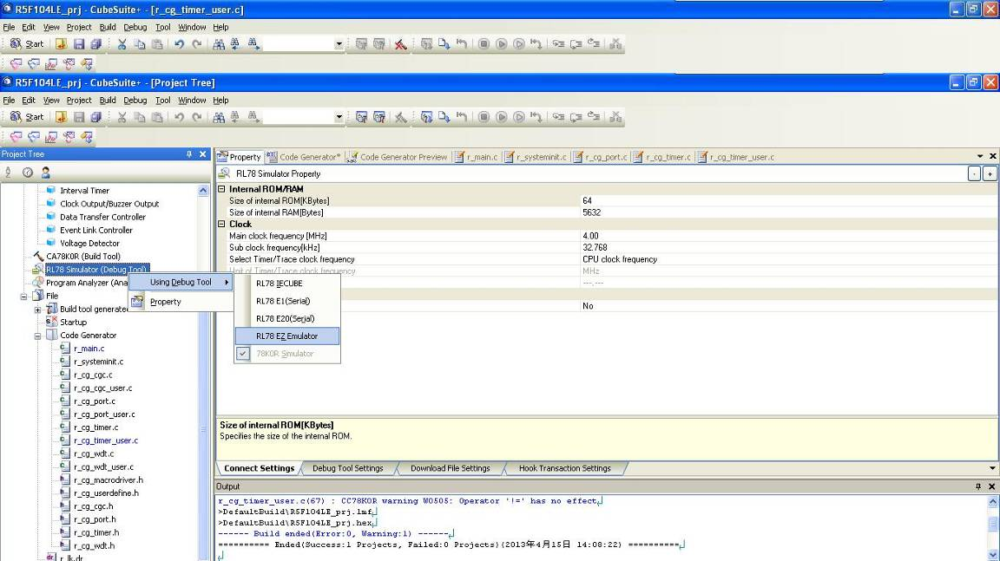 R5F104LE_prj - CubeSuite+ - [r_cg_timer_user.c]
File Edit View Project Build Debug Tool Window Help
Start
R5F104LE_prj - CubeSuite+ - [Project Tree]
File Edit View Project Build Debug Tool Window Help
Start
Project Tree
Interval Timer
Clock Output/Buzzer Output
Data Transfer Controller
Event Link Controller
Voltage Detector
CA78K0R (Build Tool)
RL78 Simulator (Debug Tool)
Program Analyzer (Ana
File
Build tool generated
Startup
Code Generator
r_main.c
r_systeminit.c
r_cg_cgc.c
r_cg_cgc_user.c
r_cg_port.c
r_cg_port_user.c
r_cg_timer.c
r_cg_timer_user.c
r_cg_wdt.c
r_cg_wdt_user.c
r_cg_macrodriver.h
r_cg_userdefine.h
r_cg_cgc.h
r_cg_port.h
r_cg_timer.h
r_cg_wdt.h
r_lk.dr
Using Debug Tool
Property
RL78 IECUBE
RL78 E1(Serial)
RL78 E20(Serial)
RL78 EZ Emulator
78K0R Simulator
Property Code Generator* Code Generator Preview r_main.c r_systeminit.c r_cg_port.c r_cg_timer.c r_cg_timer_user.c
RL78 Simulator Property
Internal ROM/RAM
Size of internal ROM[KBytes] 64
Size of internal RAM[Bytes] 5632
Clock
Main clock frequency [MHz] 4.00
Sub clock frequency[kHz] 32.768
Select Timer/Trace clock frequency CPU clock frequency
Unit of Timer/Trace clock frequency MHz
---.---
No
Size of internal ROM[KBytes]
Specifies the size of the internal ROM.
Connect Settings Debug Tool Settings Download File Settings Hook Transaction Settings
Output
r_cg_timer_user.c(67) : CC78K0R warning W0505: Operator '!=' has no effect
>DefaultBuild\R5F104LE_prj.lmf
>DefaultBuild\R5F104LE_prj.hex
------ Build ended(Error:0, Warning:1) ------
========== Ended(Success:1 Projects, Failed:0 Projects)(2013年4月15日 14:08:22) ==========